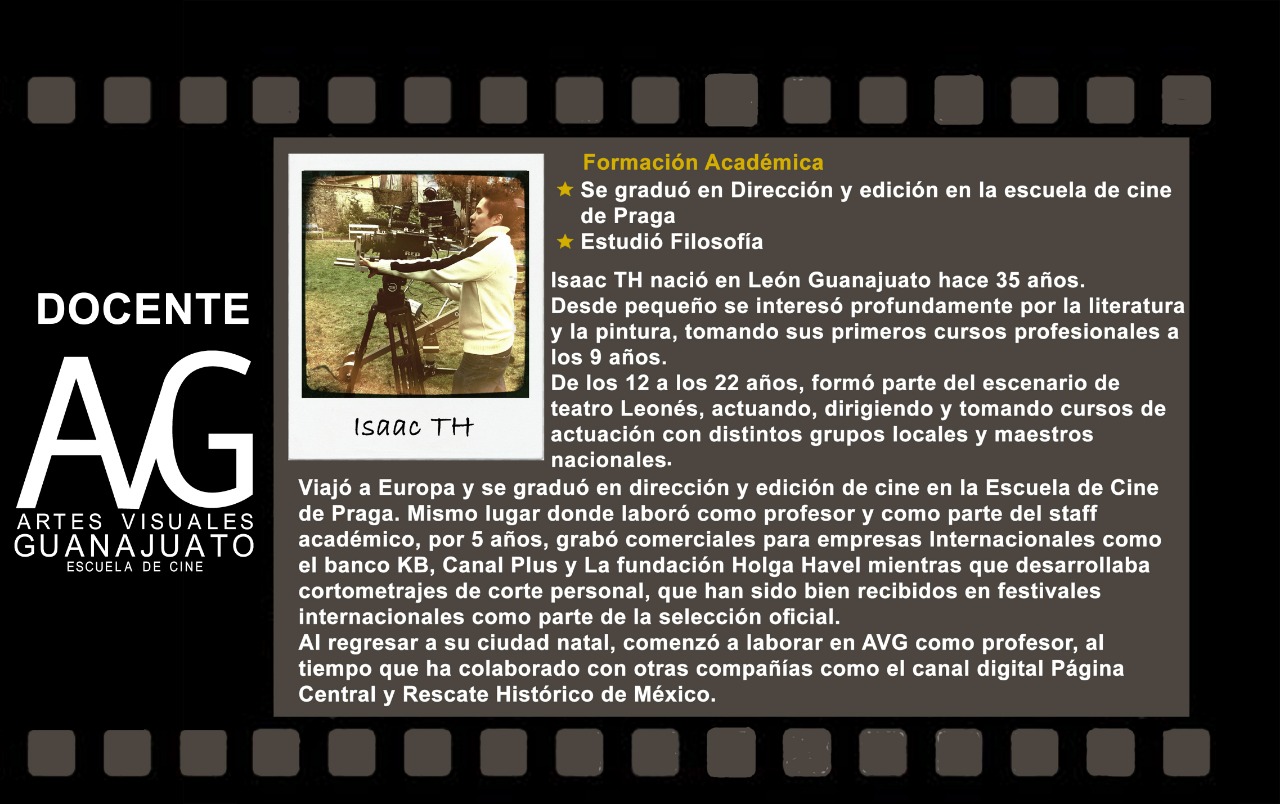 DOCENTE
AVG
ARTES VISUALES
GUANAJUATO
ESCUELA DE CINE
Isaac TH
Formación Académica
Se graduó en Dirección y edición en la escuela de cine
de Praga
Estudió Filosofía
Isaac TH nació en León Guanajuato hace 35 años.
Desde pequeño se interesó profundamente por la literatura
y la pintura, tomando sus primeros cursos profesionales a
los 9 años.
De los 12 a los 22 años, formó parte del escenario de
teatro Leonés, actuando, dirigiendo y tomando cursos de
actuación con distintos grupos locales y maestros
nacionales.
Viajó a Europa y se graduó en dirección y edición de cine en la Escuela de Cine
de Praga. Mismo lugar donde laboró como profesor y como parte del staff
académico, por 5 años, grabó comerciales para empresas Internacionales como
el banco KB, Canal Plus y La fundación Holga Havel mientras que desarrollaba
cortometrajes de corte personal, que han sido bien recibidos en festivales
internacionales como parte de la selección oficial.
Al regresar a su ciudad natal, comenzó a laborar en AVG como profesor, al
tiempo que ha colaborado con otras compañías como el canal digital Página
Central y Rescate Histórico de México.